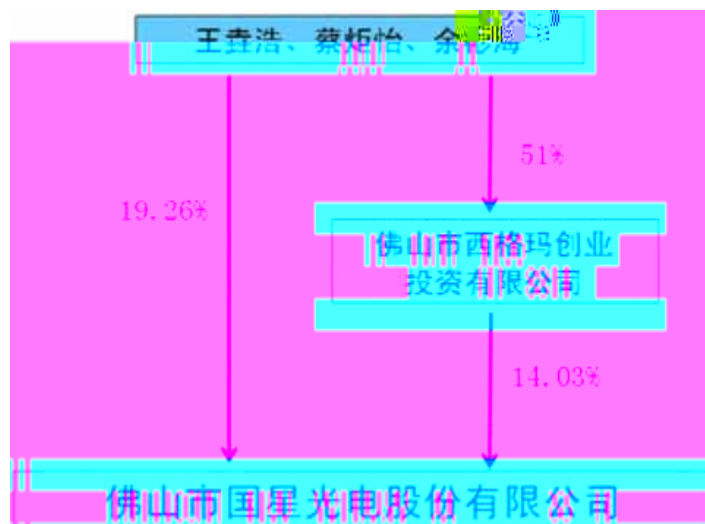 王垚浩、蔡炬怡、余彬海
51%
19.26%
佛山市西格玛创业
投资有限公司
14.03%
佛山市国星光电股份有限公司